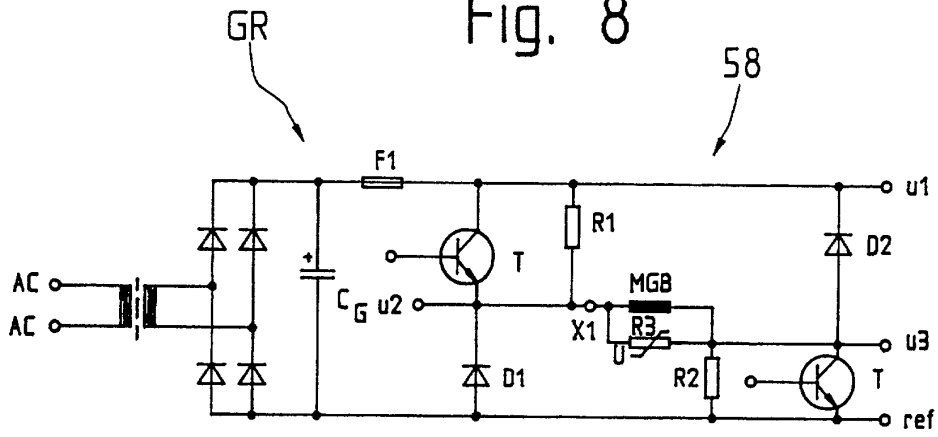 Fig. 8
GR
58
F1
u1
R1
D2
T
+
MGB
AC
C_G
u2
X1
R3
u3
U
AC
D1
R2
T
ref